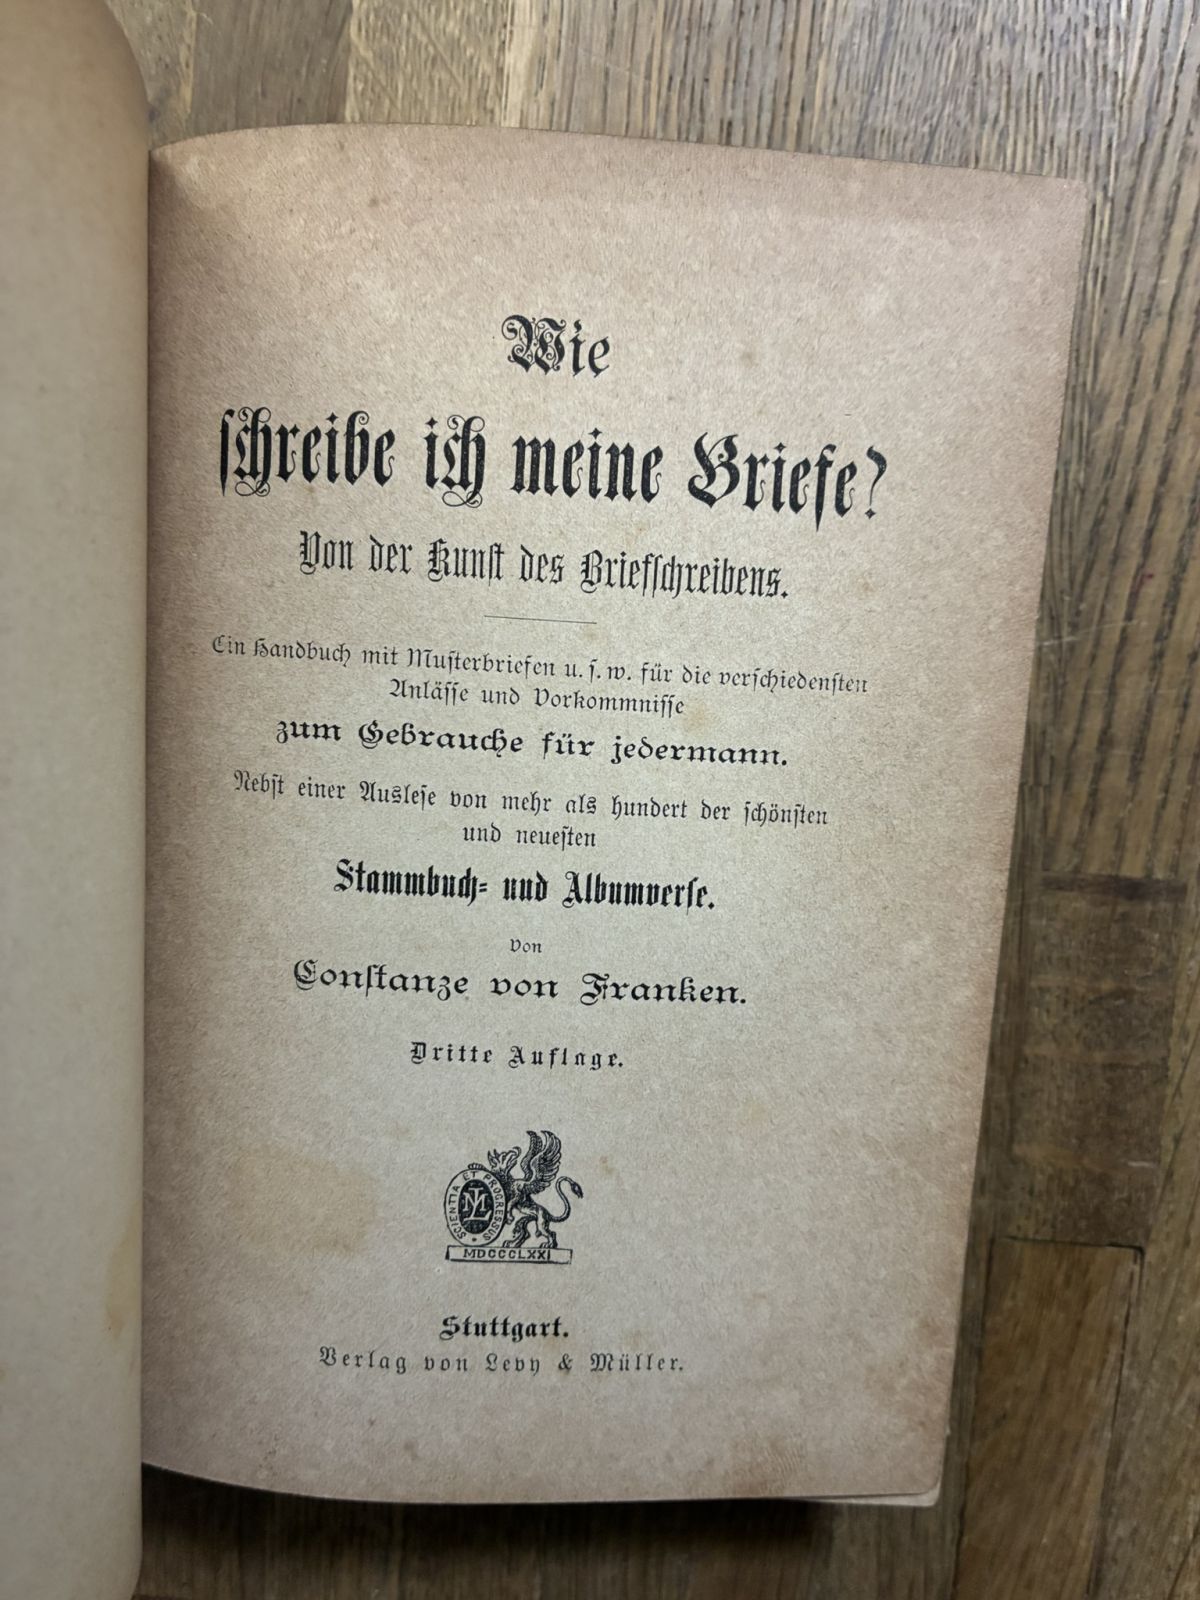 Wie
schreibe ich meine Briefe?
Von der Kunst des Briefschreibens.
Ein Handbuch mit Musterbriefen u. s. w. für die verschiedensten
Anlässe und Vorkommnisse
zum Gebrauche für jedermann.
Nebst einer Auslese von mehr als hundert der schönsten
und neuesten
Stammbuch- und Albumverse.
von
Constanze von Franken.
Dritte Auflage.
SCIENTIA ET PROGRESSUS
ML
MDCCCLXXI
Stuttgart.
Verlag von Levy & Müller.